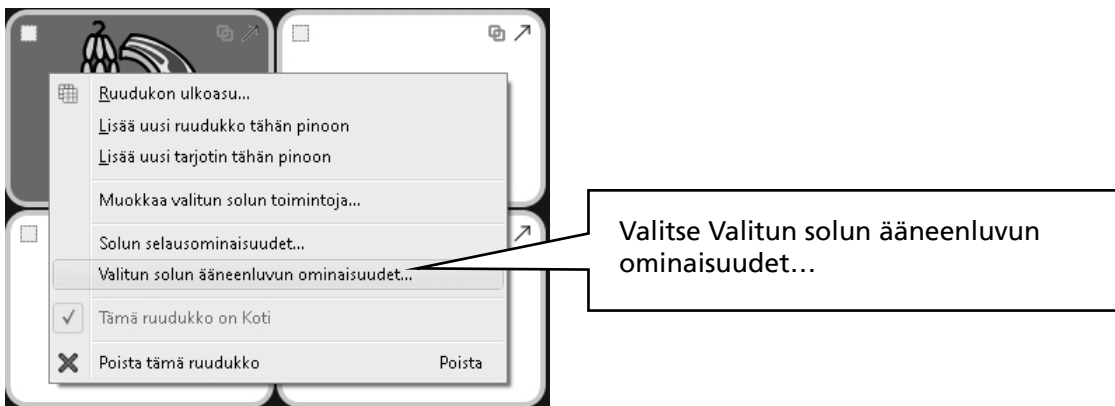 Ruudukon ulkoasu...
Lisää uusi ruudukko tähän pinoon
Lisää uusi tarjotin tähän pinoon
Muokkaa valitun solun toimintoja...
Solun selausominaisuudet...
Valitun solun ääneenluvun ominaisuudet...
Tämä ruudukko on Koti
Poista tämä ruudukko Poista
Valitse Valitun solun ääneenluvun
ominaisuudet...